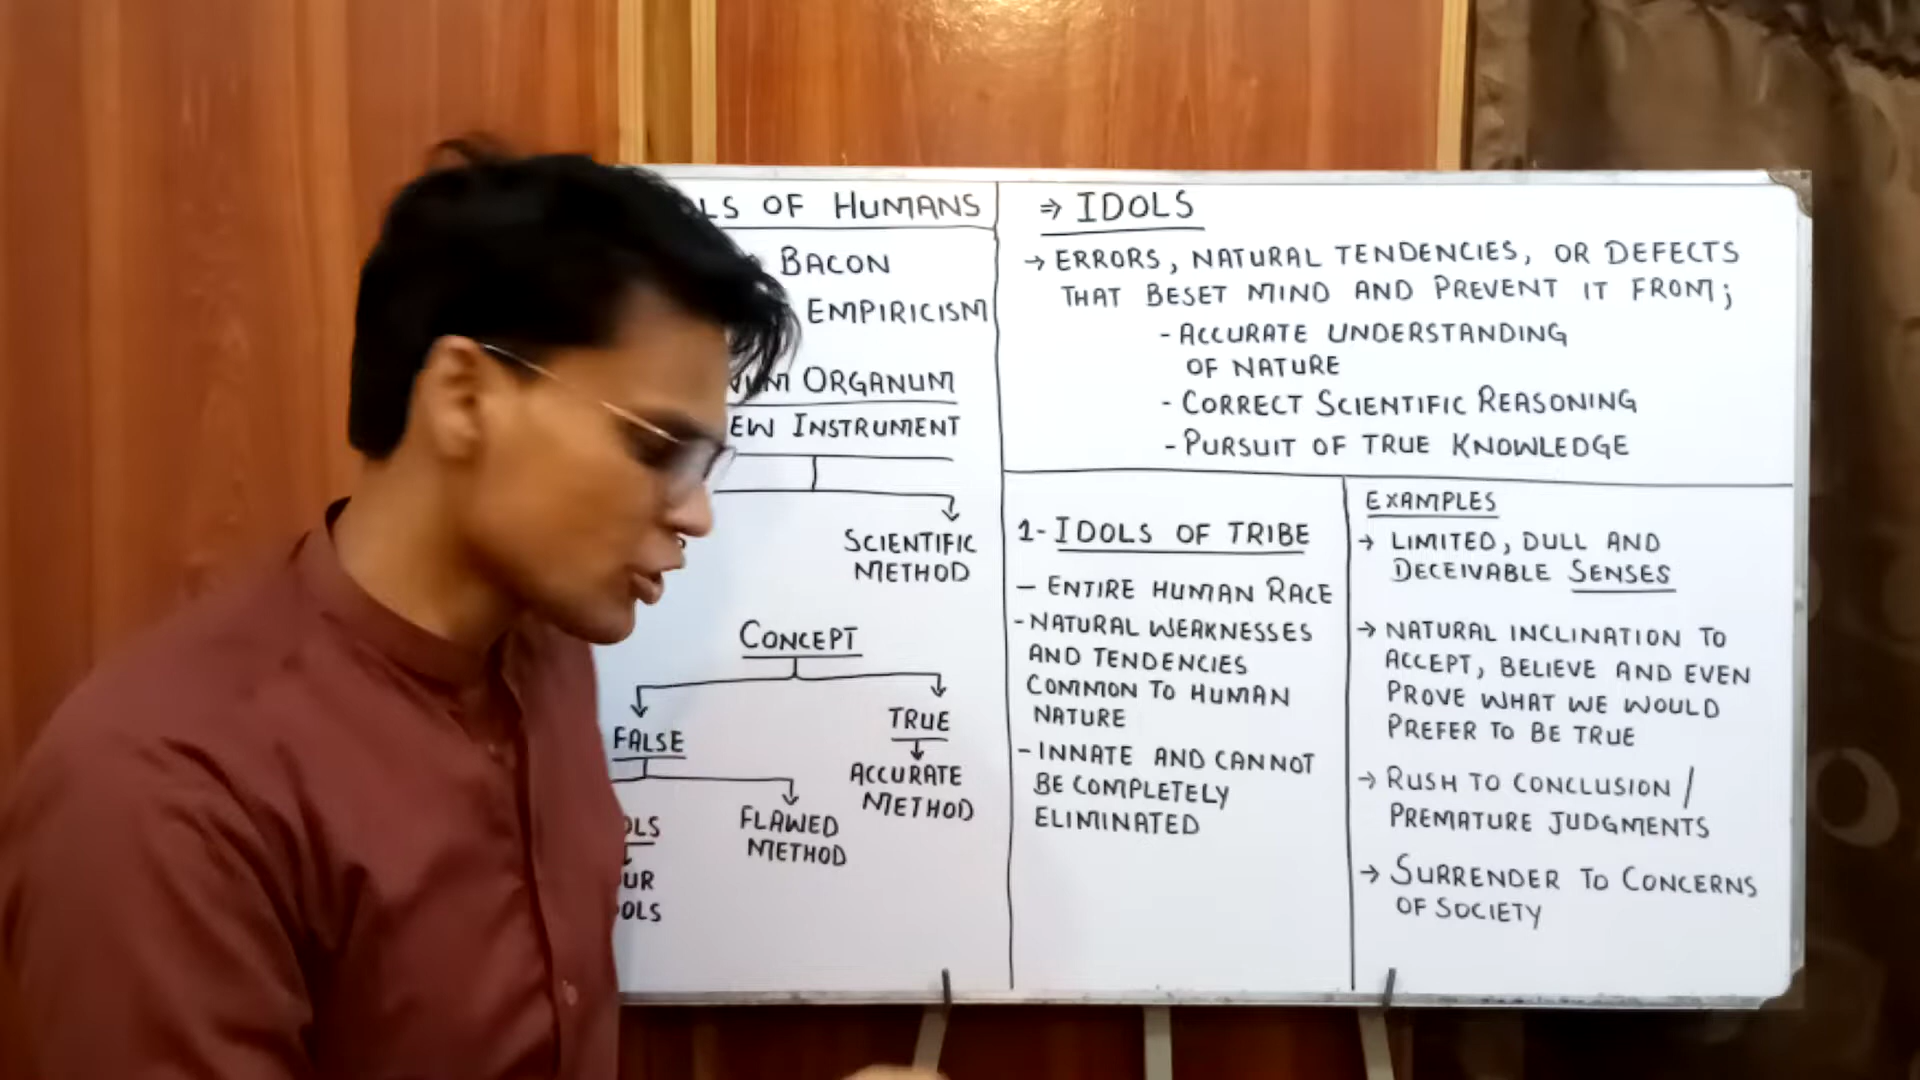 OF HUMANS
BACON
EMPIRICISM
ORGANUM
INSTRUMENT
SCIENTIFIC
METHOD
CONCEPT
FALSE
TRUE
ACCURATE
METHOD
FLAWED
METHOD
⇒ IDOLS
→ ERRORS, NATURAL TENDENCIES, OR DEFECTS
THAT BESET MIND AND PREVENT IT FROM;
- ACCURATE UNDERSTANDING
OF NATURE
- CORRECT SCIENTIFIC REASONING
- PURSUIT OF TRUE KNOWLEDGE
1- IDOLS OF TRIBE
- ENTIRE HUMAN RACE
- NATURAL WEAKNESSES
AND TENDENCIES
COMMON TO HUMAN
NATURE
- INNATE AND CANNOT
BE COMPLETELY
ELIMINATED
EXAMPLES
→ LIMITED, DULL AND
DECEIVABLE SENSES
→ NATURAL INCLINATION TO
ACCEPT, BELIEVE AND EVEN
PROVE WHAT WE WOULD
PREFER TO BE TRUE
→ RUSH TO CONCLUSION /
PREMATURE JUDGMENTS
→ SURRENDER TO CONCERNS
OF SOCIETY